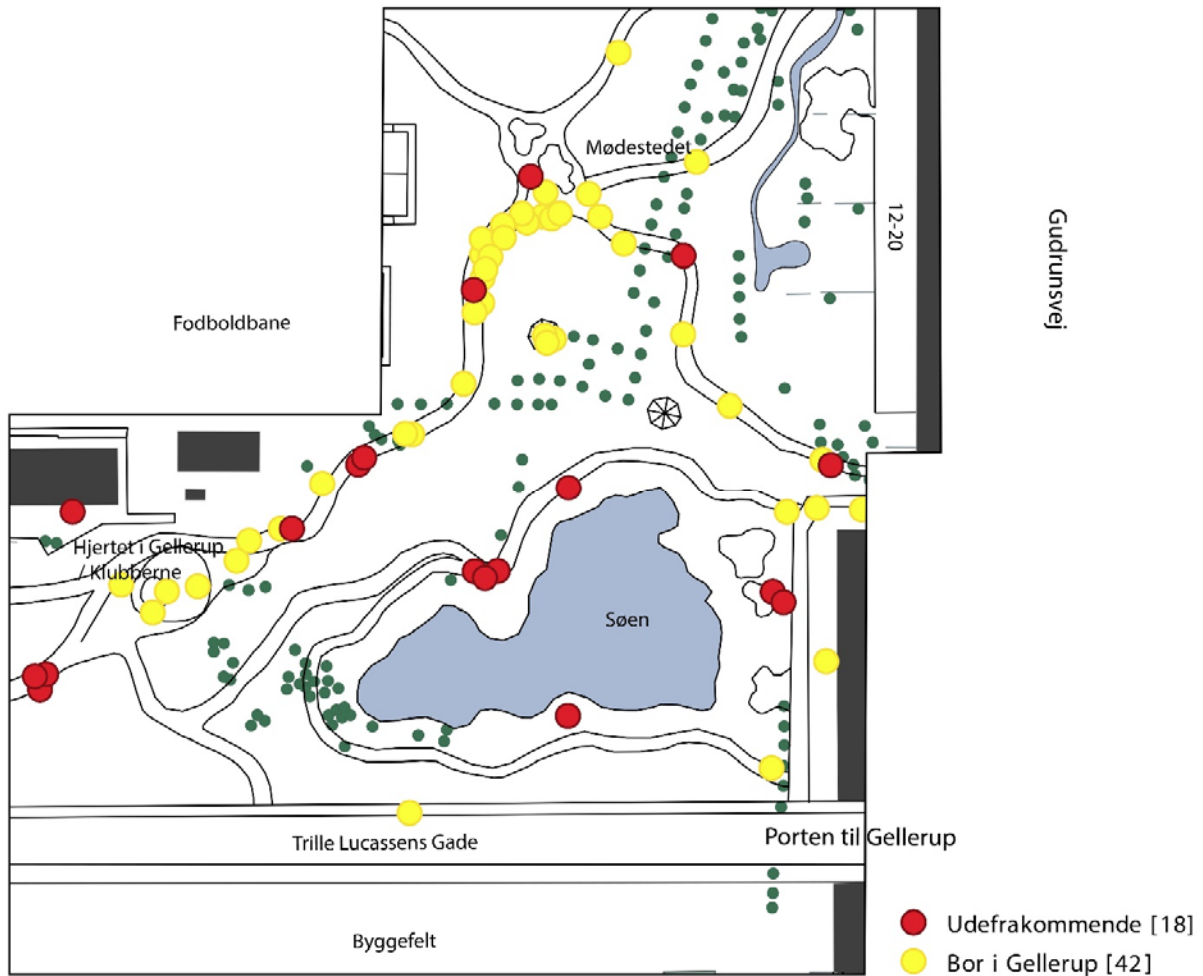 Mødestedet
12-20
Gudrunsvej
Fodboldbane
Hjertet i Gellerup
/ Klubberne
Søen
Trille Lucassens Gade
Porten til Gellerup
Byggefelt
Udefrakommende [18]
Bor i Gellerup [42]